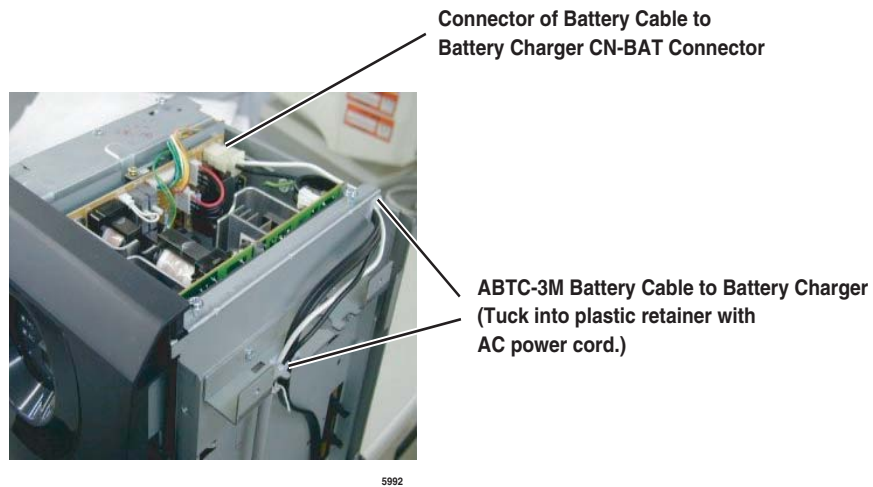 Connector of Battery Cable to
Battery Charger CN-BAT Connector
ABTC-3M Battery Cable to Battery Charger
(Tuck into plastic retainer with
AC power cord.)
5992